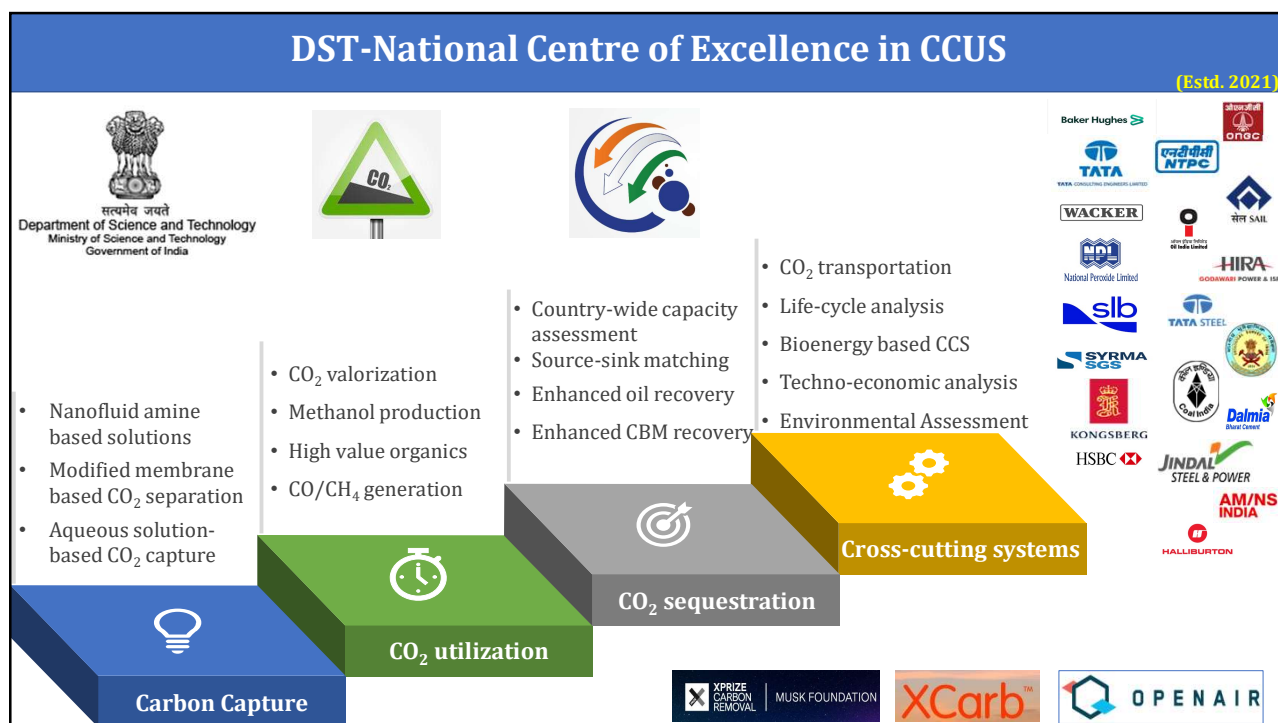 DST-National Centre of Excellence in CCUS
(Estd. 2021)
सत्यमेव जयते
Department of Science and Technology
Ministry of Science and Technology
Government of India
CO₂
• Nanofluid amine
based solutions
• Modified membrane
based CO₂ separation
• Aqueous solution-
based CO₂ capture
Carbon Capture
• CO₂ valorization
• Methanol production
• High value organics
• CO/CH₄ generation
CO₂ utilization
• Country-wide capacity
assessment
• Source-sink matching
• Enhanced oil recovery
• Enhanced CBM recovery
CO₂ sequestration
• CO₂ transportation
• Life-cycle analysis
• Bioenergy based CCS
• Techno-economic analysis
• Environmental Assessment
Cross-cutting systems
Baker Hughes
ओएनजीसी
ONGC
TATA
TATA CONSULTING ENGINEERS LIMITED
एनटीपीसी
NTPC
WACKER
Oil India Limited
सेल SAIL
NPL
National Peroxide Limited
HIRA
GODAWARI POWER & ISP
slb
TATA STEEL
SYRMA
SGS
Coal India
Dalmia
Bharat Cement
KONGSBERG
HSBC
JINDAL
STEEL & POWER
AM/NS
INDIA
HALLIBURTON
XPRIZE
CARBON
REMOVAL
MUSK FOUNDATION
XCarb™
OPENAIR